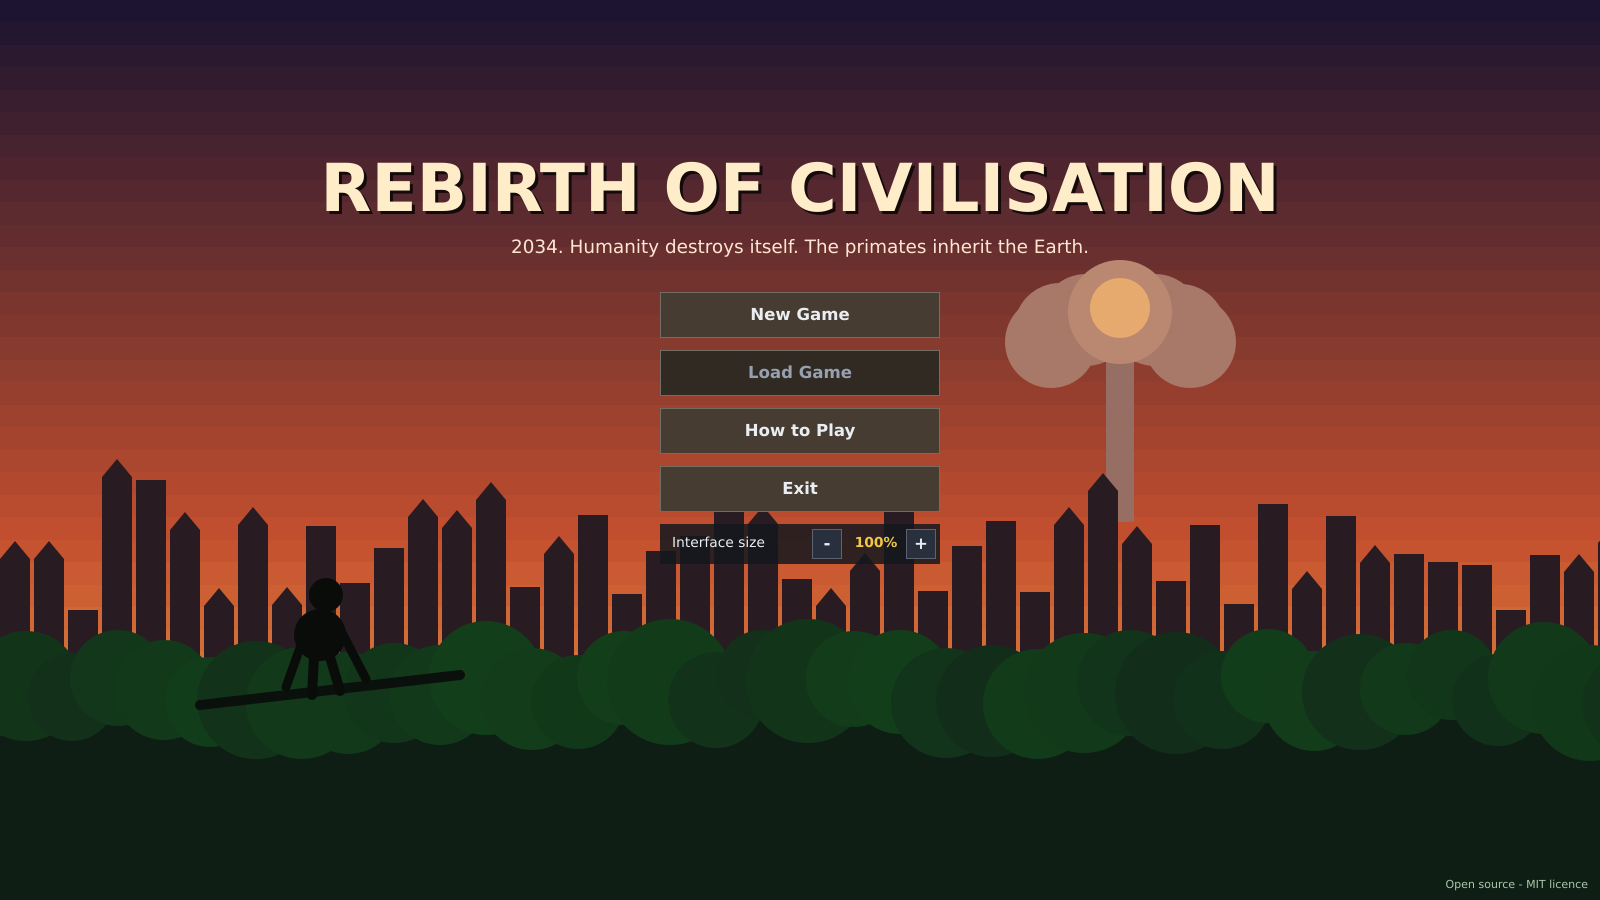 REBIRTH OF CIVILISATION
2034. Humanity destroys itself. The primates inherit the Earth.
New Game
Load Game
How to Play
Exit
Interface size - 100% +
Open source - MIT licence